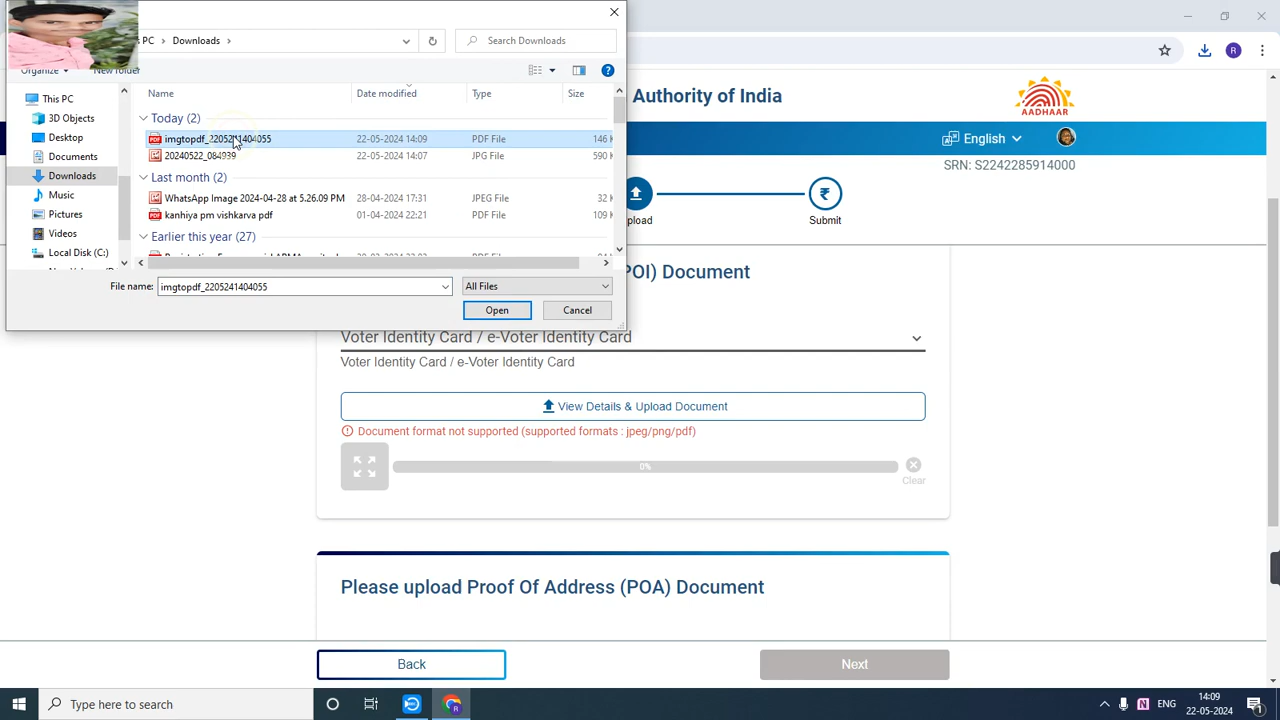 PC > Downloads >
Search Downloads
Organize
New folder
This PC
3D Objects
Desktop
Documents
Downloads
Music
Pictures
Videos
Local Disk (C:)
Name
Date modified
Type
Size
Today (2)
imgtopdf_2205241404055 22-05-2024 14:09 PDF File 146 K
20240522_084939 22-05-2024 14:07 JPG File 590 K
Last month (2)
WhatsApp Image 2024-04-28 at 5.26.09 PM 28-04-2024 17:31 JPEG File 32 K
kanhiya pm vishkarva pdf 01-04-2024 22:21 PDF File 109 K
Earlier this year (27)
File name: imgtopdf_2205241404055
All Files
Open
Cancel
R
Authority of India
AADHAAR
English
SRN: S2242285914000
pload
Submit
POI) Document
Voter Identity Card / e-Voter Identity Card
Voter Identity Card / e-Voter Identity Card
View Details & Upload Document
Document format not supported (supported formats : jpeg/png/pdf)
0%
Clear
Please upload Proof Of Address (POA) Document
Back
Next
Type here to search
ENG
14:09
22-05-2024